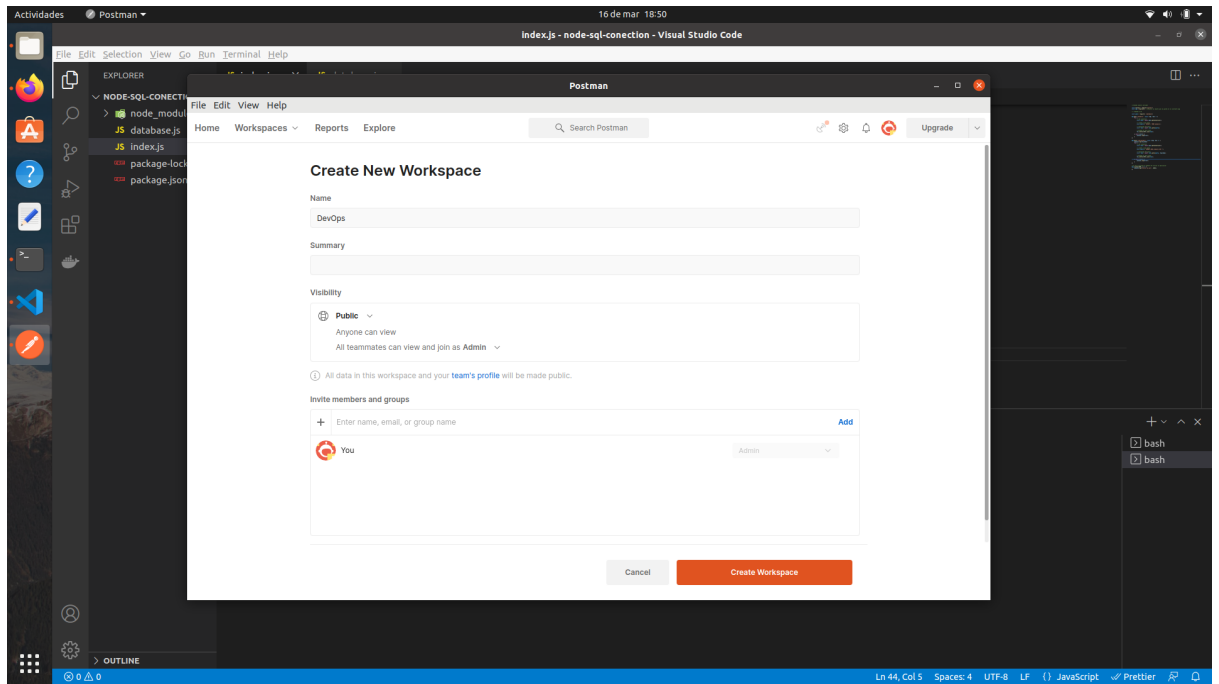 Actividades
Postman
16 de mar 18:50
index.js - node-sql-conection - Visual Studio Code
File Edit Selection View Go Run Terminal Help
EXPLORER
NODE-SQL-CONECTI
node_modul
JS database.js
JS index.js
package-lock
package.json
Postman
File Edit View Help
Home Workspaces Reports Explore
Search Postman
Upgrade
Create New Workspace
Name
DevOps
Summary
Visibility
Public
Anyone can view
All teammates can view and join as Admin
All data in this workspace and your team's profile will be made public.
Invite members and groups
Enter name, email, or group name
Add
You
Admin
Cancel
Create Workspace
bash
bash
OUTLINE
0 0
Ln 44, Col 5 Spaces: 4 UTF-8 LF {} JavaScript Prettier